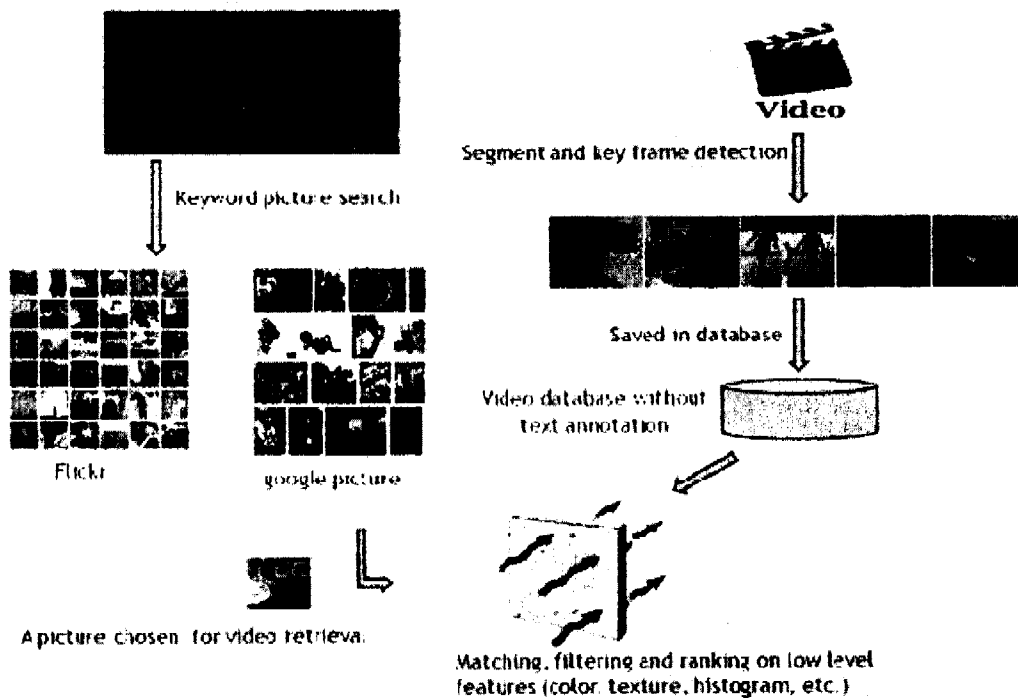 Keyword picture search
Flickr
google picture
A picture chosen for video retrieval
Video
Segment and key frame detection
Saved in database
Video database without
text annotation
Matching, filtering and ranking on low level
features (color, texture, histogram, etc.)